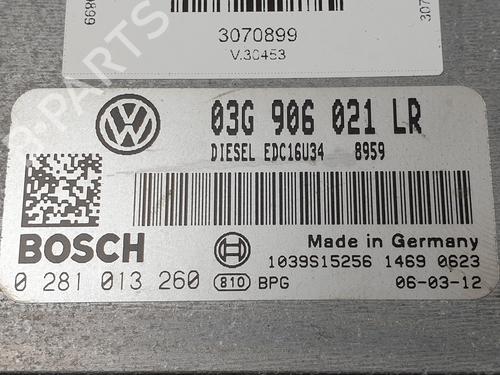 3070899
V.30453
03G 906 021 LR
DIESEL EDC16U34 8959
BOSCH
Made in Germany
1039S15256 1469 0623
0 281 013 260 810 BPG 06-03-12